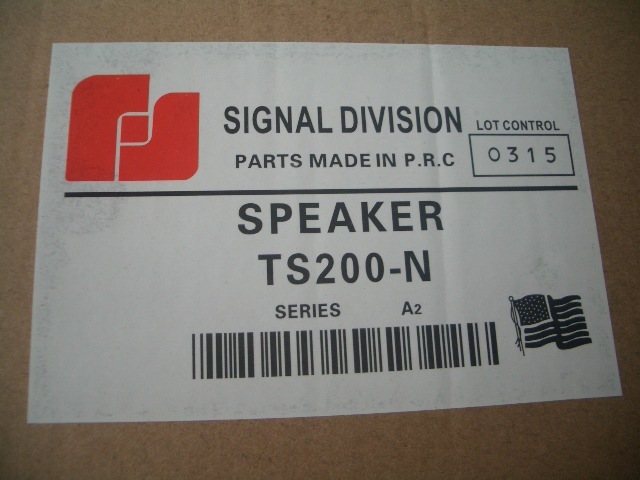 SIGNAL DIVISION
LOT CONTROL
PARTS MADE IN P.R.C
0315
SPEAKER
TS200-N
SERIES A2